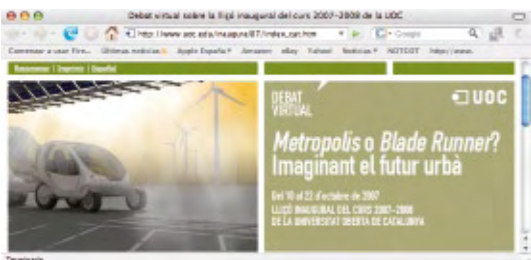 Debat virtual sobre la lliçó inaugural del curs 2007-2008 de la UOC
http://www.uoc.edu/inaugural07/index_cat.htm
Google
Comenzar a usar Fire... Últimas noticias Apple España Amazon eBay Yahoo! Noticias NOTCOT http://www.
Imprimir | Español
DEBAT
VIRTUAL
UOC
Metropolis o Blade Runner?
Imaginant el futur urbà
Del 10 al 22 d'octubre de 2007
LLIÇÓ INAUGURAL DEL CURS 2007-2008
DE LA UNIVERSITAT OBERTA DE CATALUNYA